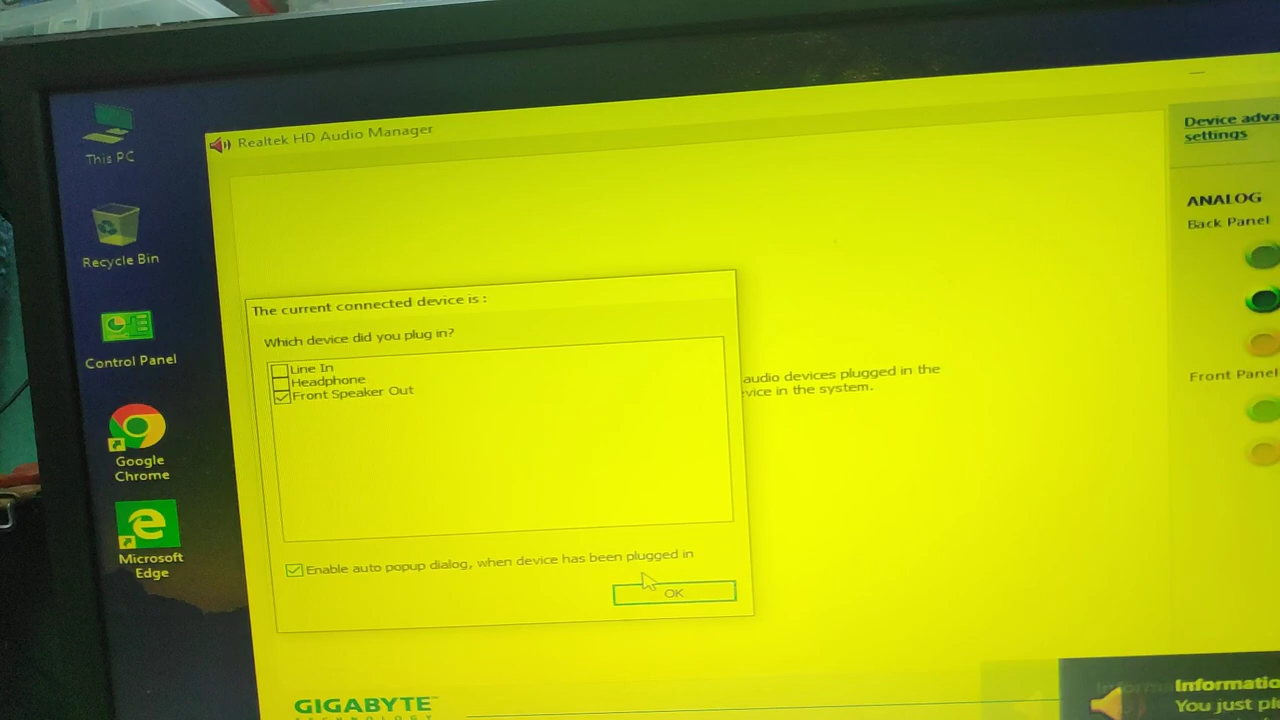 This PC
Recycle Bin
Control Panel
Google
Chrome
Microsoft
Edge
Realtek HD Audio Manager
The current connected device is :
Which device did you plug in?
Line In
Headphone
Front Speaker Out
Enable auto popup dialog, when device has been plugged in
OK
audio devices plugged in the
vice in the system.
GIGABYTE™
TECHNOLOGY
Device adva
settings
ANALOG
Back Panel
Front Panel
Informatio
You just pl